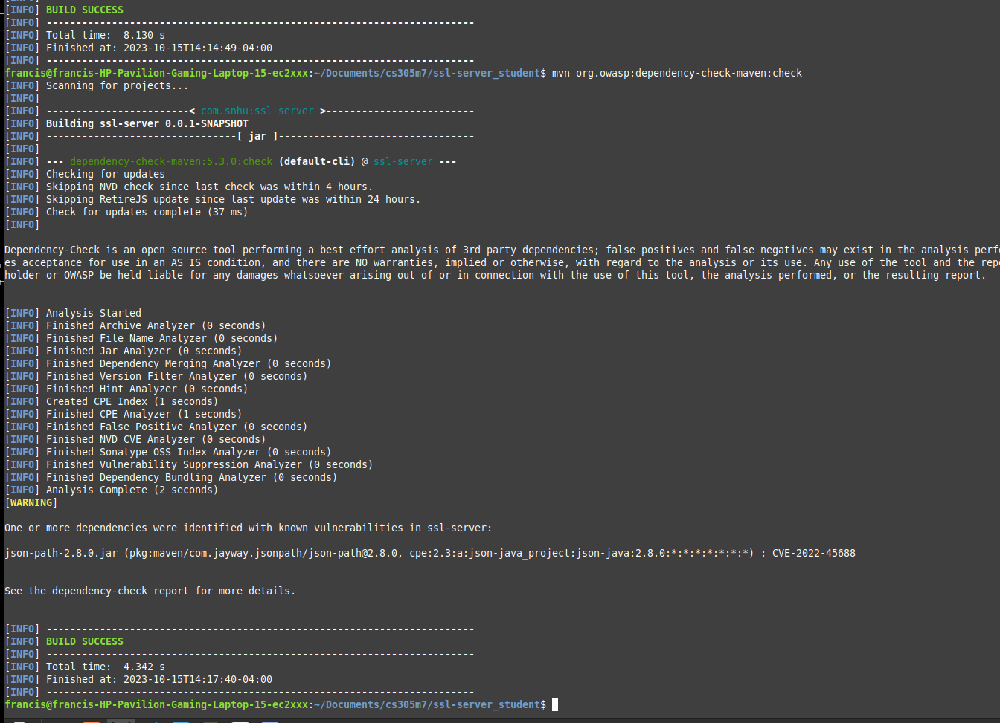 [INFO] BUILD SUCCESS
[INFO] ------------------------------------------------------------------------
[INFO] Total time:  8.130 s
[INFO] Finished at: 2023-10-15T14:14:49-04:00
[INFO] ------------------------------------------------------------------------
francis@francis-HP-Pavilion-Gaming-Laptop-15-ec2xxx:~/Documents/cs305m7/ssl-server_student$ mvn org.owasp:dependency-check-maven:check
[INFO] Scanning for projects...
[INFO]
[INFO] ------------------------< com.snhu:ssl-server >-------------------------
[INFO] Building ssl-server 0.0.1-SNAPSHOT
[INFO] --------------------------------[ jar ]---------------------------------
[INFO]
[INFO] --- dependency-check-maven:5.3.0:check (default-cli) @ ssl-server ---
[INFO] Checking for updates
[INFO] Skipping NVD check since last check was within 4 hours.
[INFO] Skipping RetireJS update since last update was within 24 hours.
[INFO] Check for updates complete (37 ms)
[INFO]
Dependency-Check is an open source tool performing a best effort analysis of 3rd party dependencies; false positives and false negatives may exist in the analysis perf
es acceptance for use in an AS IS condition, and there are NO warranties, implied or otherwise, with regard to the analysis or its use. Any use of the tool and the rep
holder or OWASP be held liable for any damages whatsoever arising out of or in connection with the use of this tool, the analysis performed, or the resulting report.
[INFO] Analysis Started
[INFO] Finished Archive Analyzer (0 seconds)
[INFO] Finished File Name Analyzer (0 seconds)
[INFO] Finished Jar Analyzer (0 seconds)
[INFO] Finished Dependency Merging Analyzer (0 seconds)
[INFO] Finished Version Filter Analyzer (0 seconds)
[INFO] Finished Hint Analyzer (0 seconds)
[INFO] Created CPE Index (1 seconds)
[INFO] Finished CPE Analyzer (1 seconds)
[INFO] Finished False Positive Analyzer (0 seconds)
[INFO] Finished NVD CVE Analyzer (0 seconds)
[INFO] Finished Sonatype OSS Index Analyzer (0 seconds)
[INFO] Finished Vulnerability Suppression Analyzer (0 seconds)
[INFO] Finished Dependency Bundling Analyzer (0 seconds)
[INFO] Analysis Complete (2 seconds)
[WARNING]
One or more dependencies were identified with known vulnerabilities in ssl-server:
json-path-2.8.0.jar (pkg:maven/com.jayway.jsonpath/json-path@2.8.0, cpe:2.3:a:json-java_project:json-java:2.8.0:*:*:*:*:*:*:*) : CVE-2022-45688
See the dependency-check report for more details.
[INFO] ------------------------------------------------------------------------
[INFO] BUILD SUCCESS
[INFO] ------------------------------------------------------------------------
[INFO] Total time:  4.342 s
[INFO] Finished at: 2023-10-15T14:17:40-04:00
[INFO] ------------------------------------------------------------------------
francis@francis-HP-Pavilion-Gaming-Laptop-15-ec2xxx:~/Documents/cs305m7/ssl-server_student$